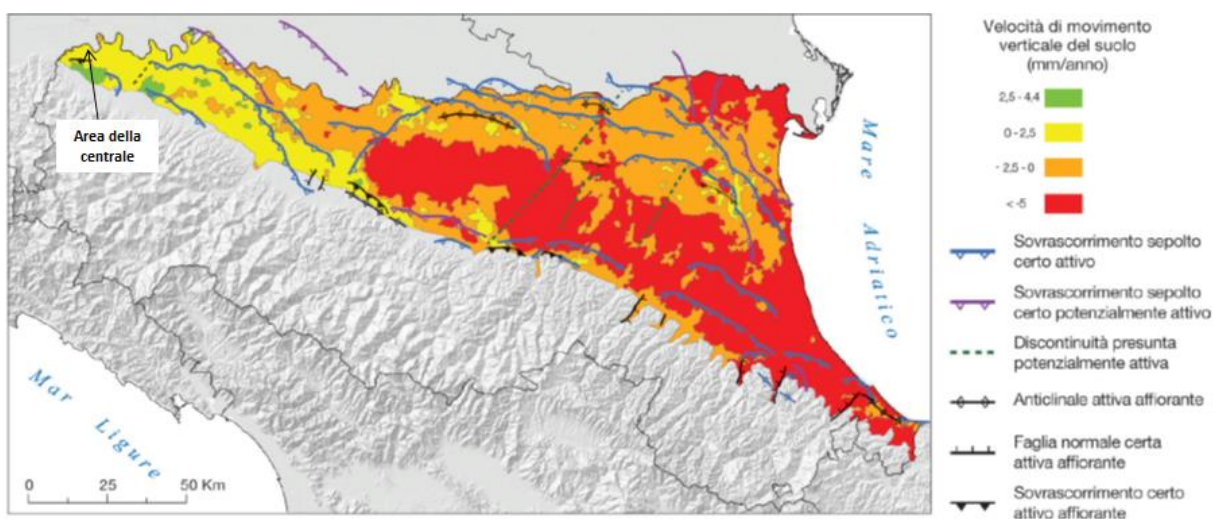 Area della
centrale
Mare
Adriatico
Mar Ligure
0 25 50 Km
Velocità di movimento
verticale del suolo
(mm/anno)
2,5 - 4,4
0 - 2,5
- 2,5 - 0
< -5
Sovrascorrimento sepolto
certo attivo
Sovrascorrimento sepolto
certo potenzialmente attivo
Discontinuità presunta
potenzialmente attiva
Anticlinale attiva affiorante
Faglia normale certa
attiva affiorante
Sovrascorrimento certo
attivo affiorante